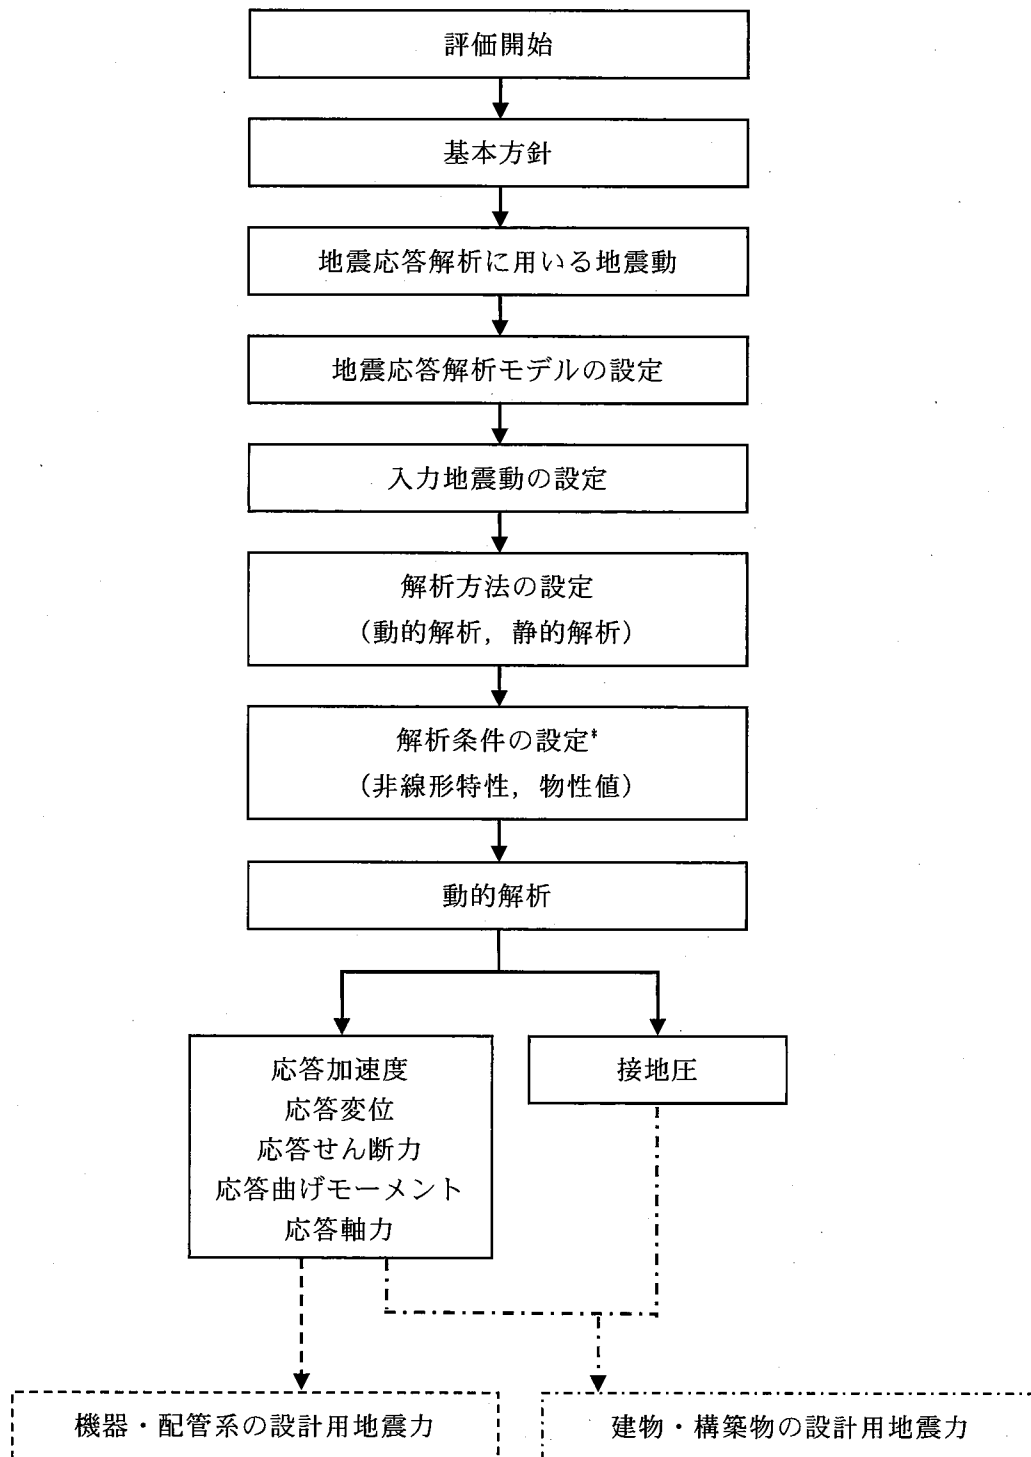 評価開始
基本方針
地震応答解析に用いる地震動
地震応答解析モデルの設定
入力地震動の設定
解析方法の設定
（動的解析，静的解析）
解析条件の設定*
（非線形特性，物性値）
動的解析
応答加速度
応答変位
応答せん断力
応答曲げモーメント
応答軸力
接地圧
機器・配管系の設計用地震力
建物・構築物の設計用地震力